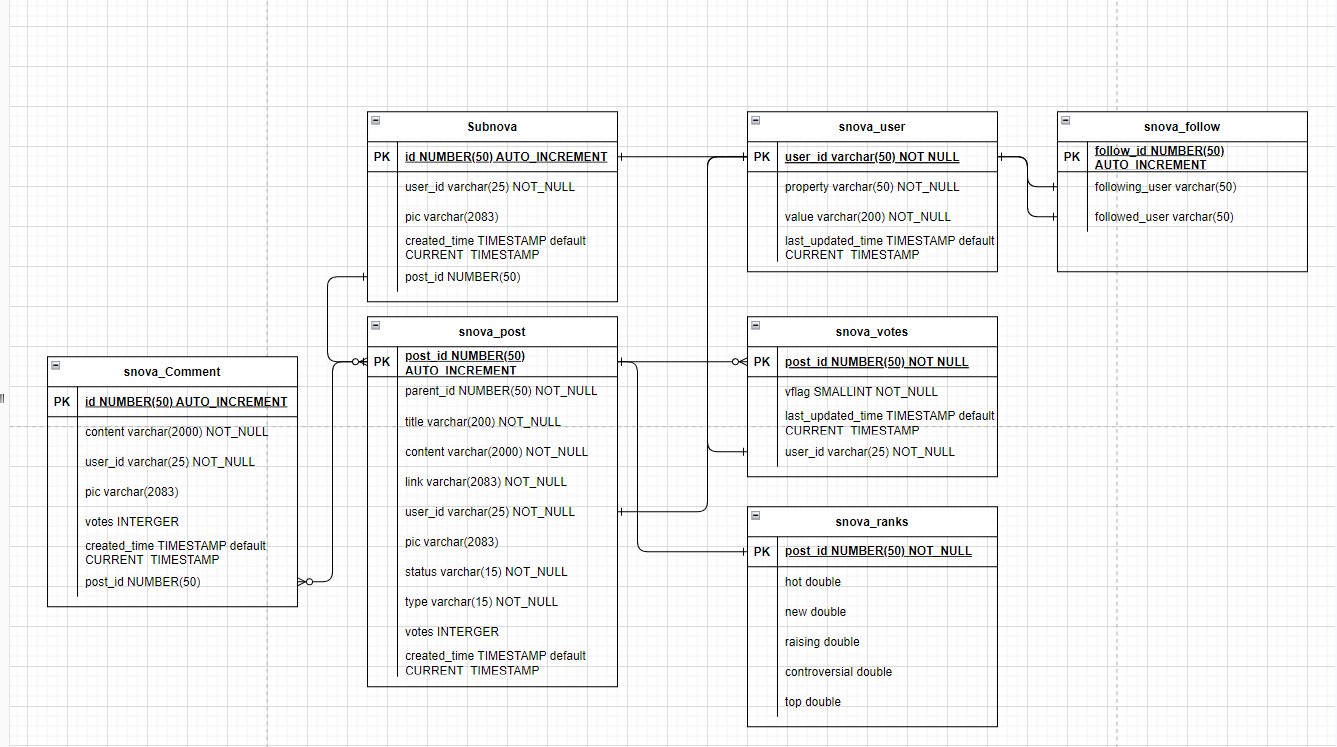 Subnova
PK id NUMBER(50) AUTO_INCREMENT
user_id varchar(25) NOT_NULL
pic varchar(2083)
created_time TIMESTAMP default
CURRENT_TIMESTAMP
post_id NUMBER(50)
snova_user
PK user_id varchar(50) NOT NULL
property varchar(50) NOT_NULL
value varchar(200) NOT_NULL
last_updated_time TIMESTAMP default
CURRENT_TIMESTAMP
snova_follow
PK follow_id NUMBER(50)
AUTO_INCREMENT
following_user varchar(50)
followed_user varchar(50)
snova_Comment
PK id NUMBER(50) AUTO_INCREMENT
content varchar(2000) NOT_NULL
user_id varchar(25) NOT_NULL
pic varchar(2083)
votes INTERGER
created_time TIMESTAMP default
CURRENT_TIMESTAMP
post_id NUMBER(50)
snova_post
PK post_id NUMBER(50)
AUTO_INCREMENT
parent_id NUMBER(50) NOT_NULL
title varchar(200) NOT_NULL
content varchar(2000) NOT_NULL
link varchar(2083) NOT_NULL
user_id varchar(25) NOT_NULL
pic varchar(2083)
status varchar(15) NOT_NULL
type varchar(15) NOT_NULL
votes INTERGER
created_time TIMESTAMP default
CURRENT_TIMESTAMP
snova_votes
PK post_id NUMBER(50) NOT NULL
vflag SMALLINT NOT_NULL
last_updated_time TIMESTAMP default
CURRENT_TIMESTAMP
user_id varchar(25) NOT_NULL
snova_ranks
PK post_id NUMBER(50) NOT_NULL
hot double
new double
raising double
controversial double
top double